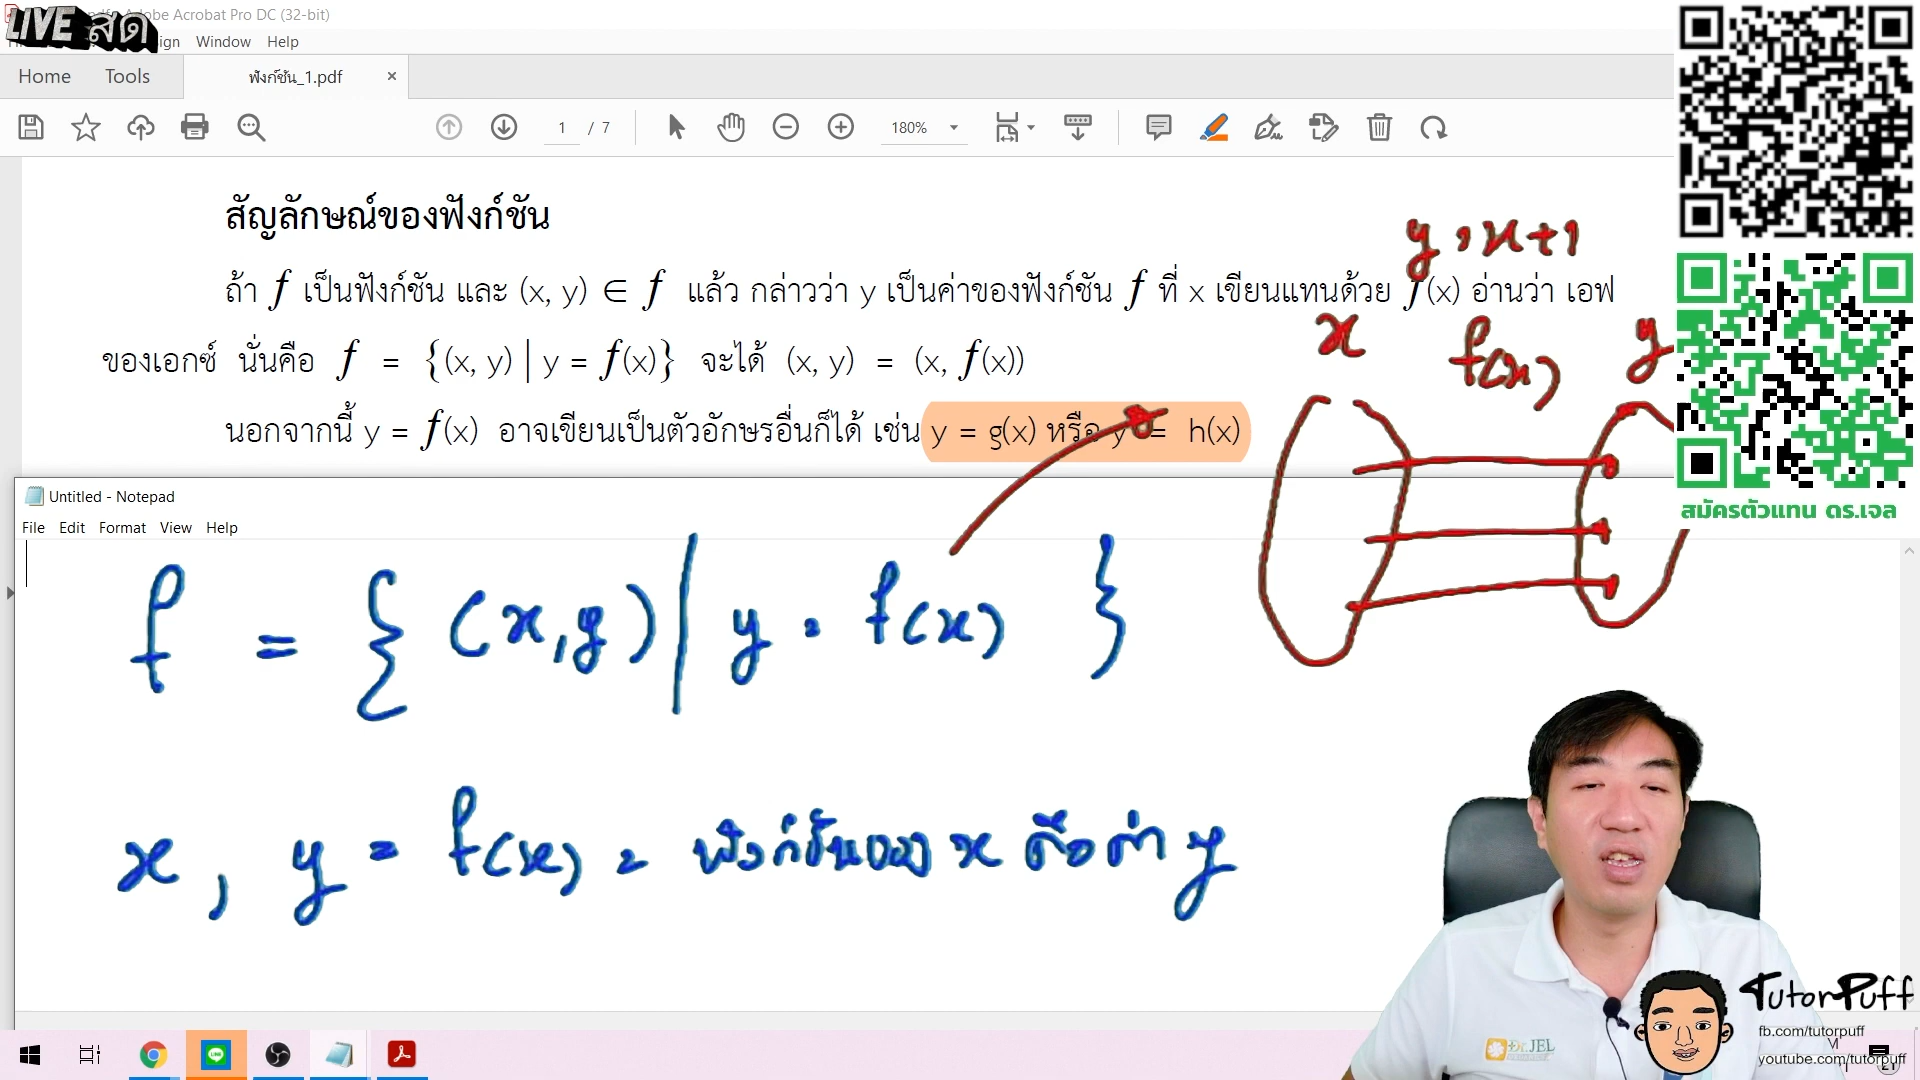 LIVE สด
Adobe Acrobat Pro DC (32-bit)
Window Help
Home Tools ฟังก์ชัน_1.pdf ×
1 / 7 180%
สัญลักษณ์ของฟังก์ชัน
y = x+1
ถ้า f เป็นฟังก์ชัน และ (x, y) ∈ f แล้ว กล่าวว่า y เป็นค่าของฟังก์ชัน f ที่ x เขียนแทนด้วย f(x) อ่านว่า เอฟ
ของเอกซ์ นั่นคือ f = {(x, y) | y = f(x)} จะได้ (x, y) = (x, f(x))
x f(x) y
นอกจากนี้ y = f(x) อาจเขียนเป็นตัวอักษรอื่นก็ได้ เช่น y = g(x) หรือ y = h(x)
สมัครตัวแทน ดร.เจล
Untitled - Notepad
File Edit Format View Help
f = { (x,y) | y = f(x) }
x , y = f(x) = ฟังก์ชันของ x คือค่า y
Dr.JEL
TutorPuff
fb.com/tutorpuff
youtube.com/tutorpuff